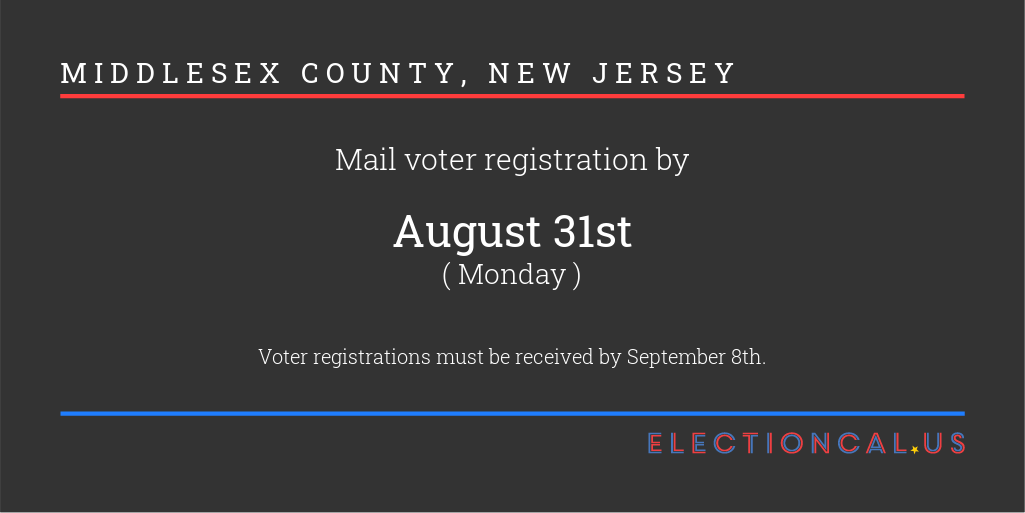 MIDDLESEX COUNTY, NEW JERSEY
Mail voter registration by
August 31st
( Monday )
Voter registrations must be received by September 8th.
ELECTIONCAL.US